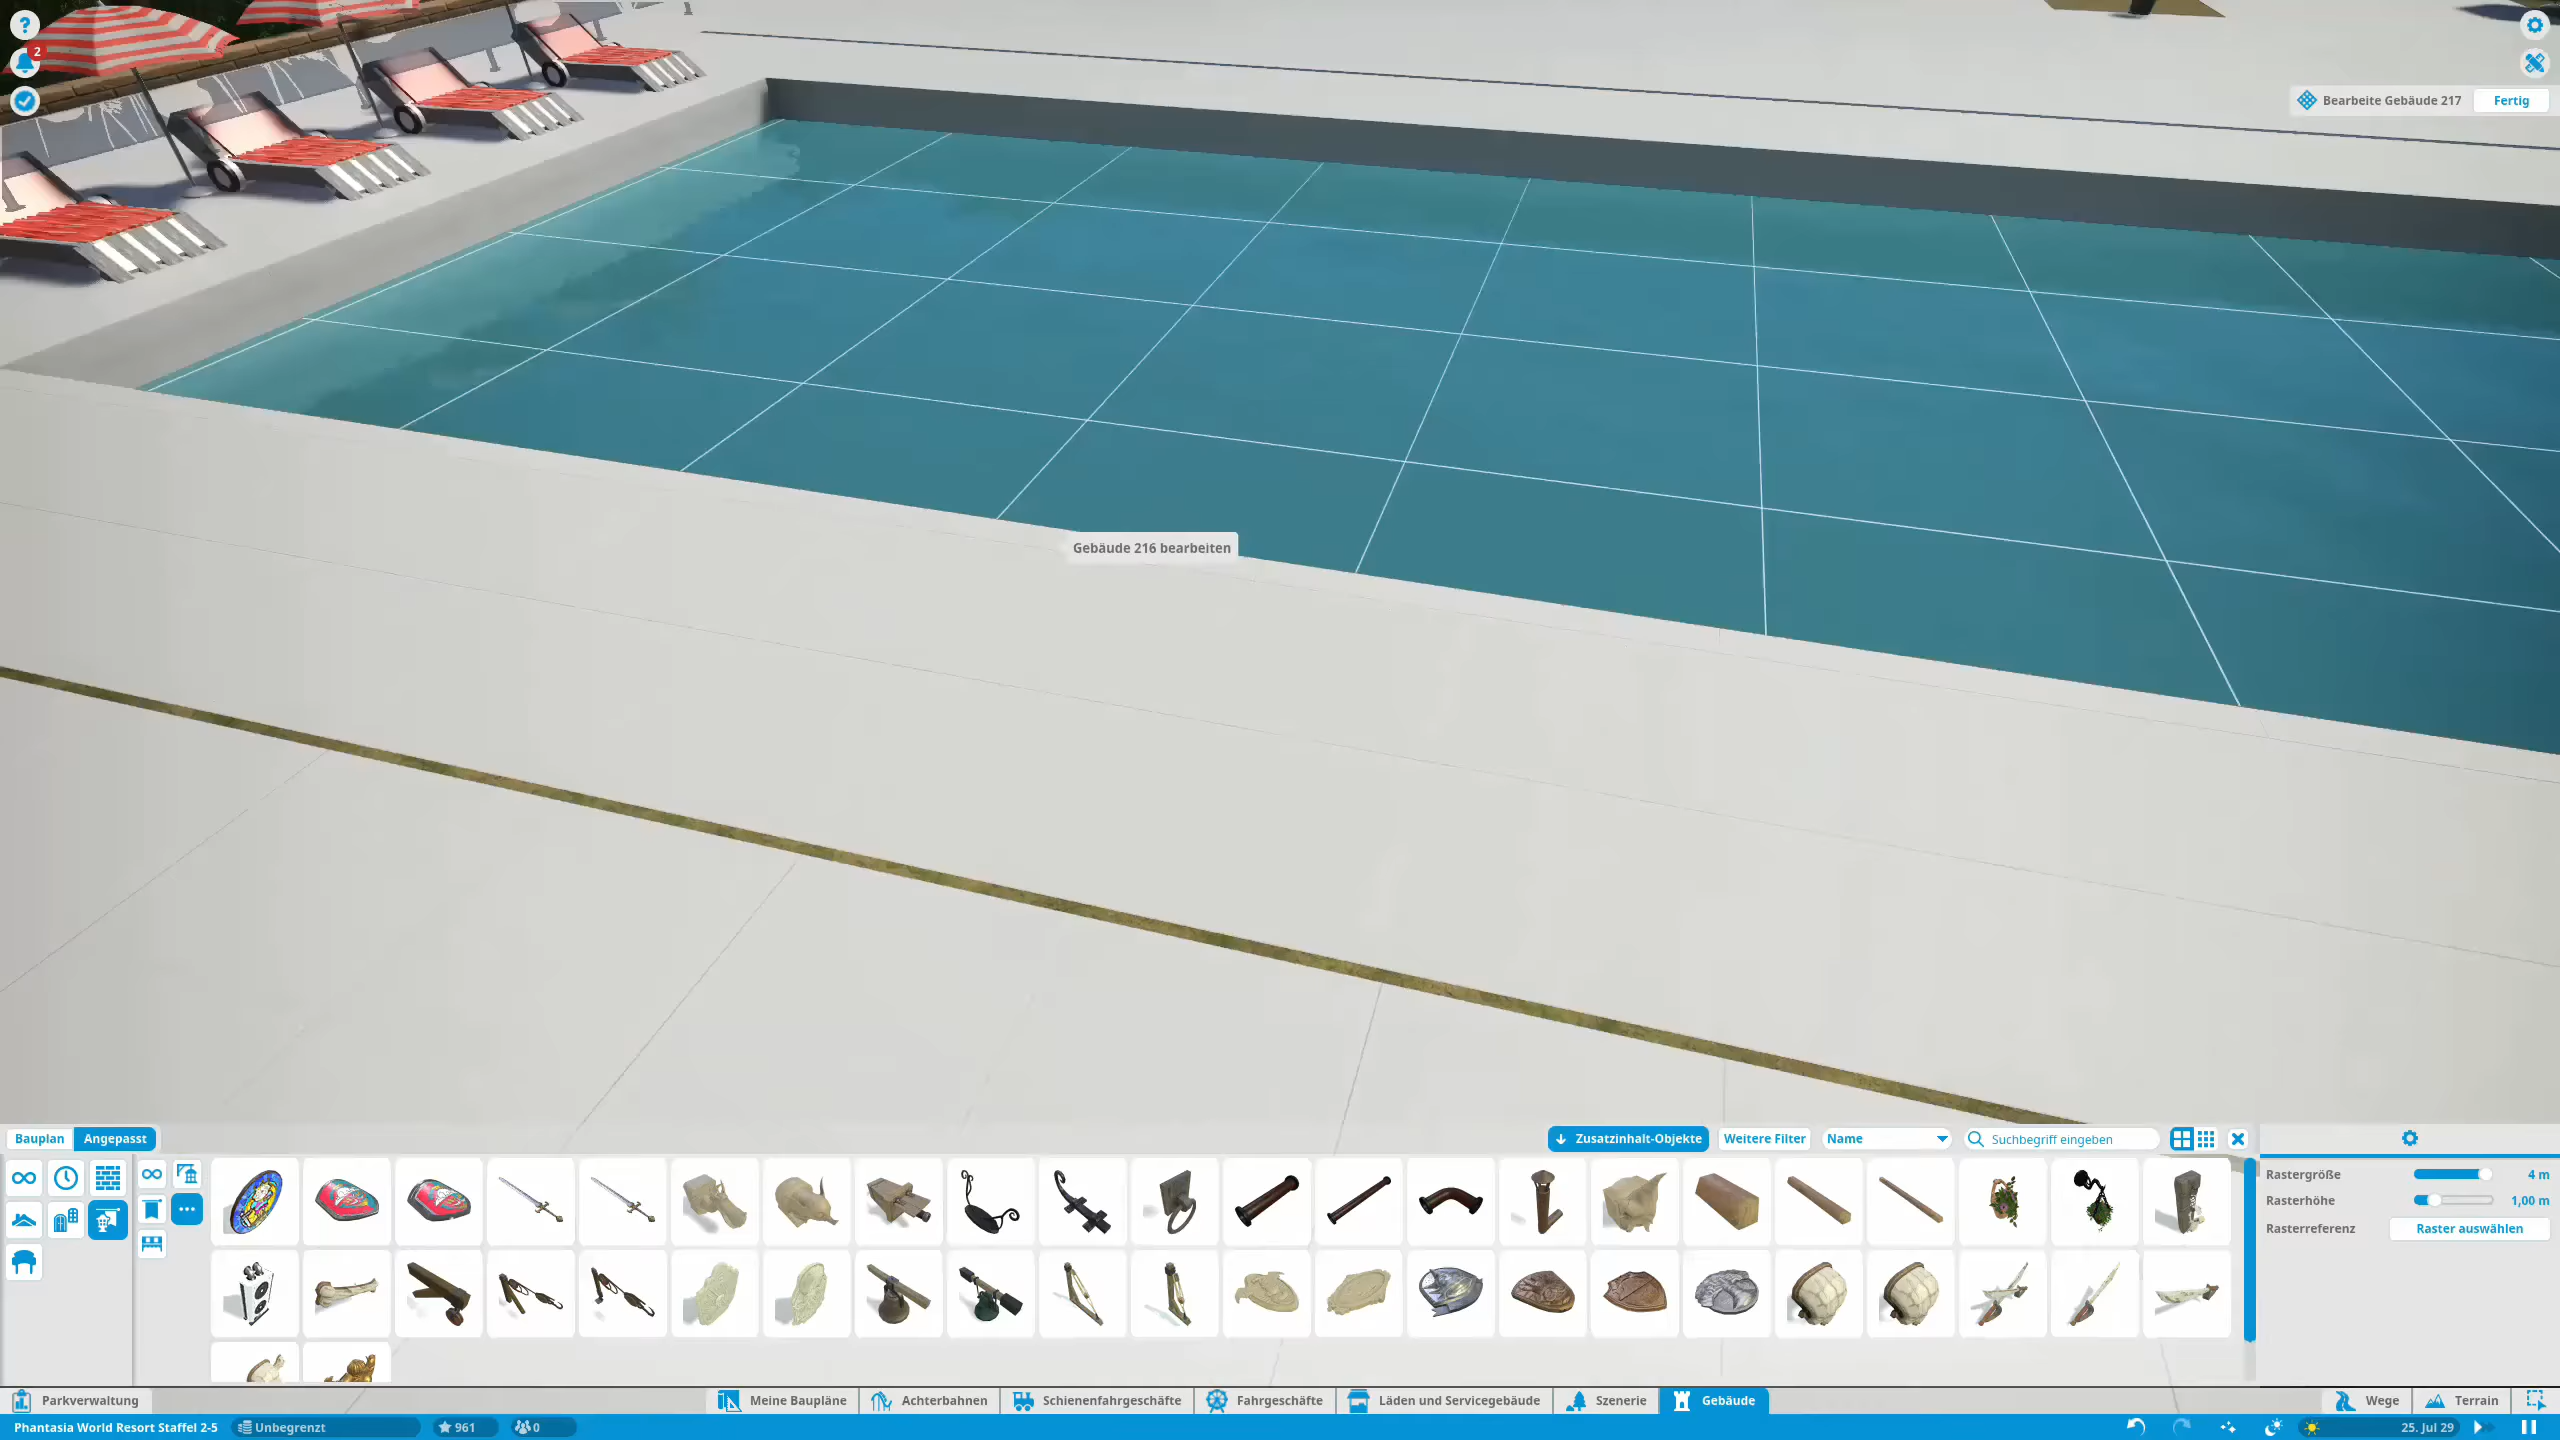 ?
2
Bearbeite Gebäude 217
Fertig
Gebäude 216 bearbeiten
Bauplan
Angepasst
Zusatzinhalt-Objekte
Weitere Filter
Name
Suchbegriff eingeben
Rastergröße
4 m
Rasterhöhe
1,00 m
Rasterreferenz
Raster auswählen
Parkverwaltung
Meine Baupläne
Achterbahnen
Schienenfahrgeschäfte
Fahrgeschäfte
Läden und Servicegebäude
Szenerie
Gebäude
Wege
Terrain
Phantasia World Resort Staffel 2-5
Unbegrenzt
961
0
25. Jul 29